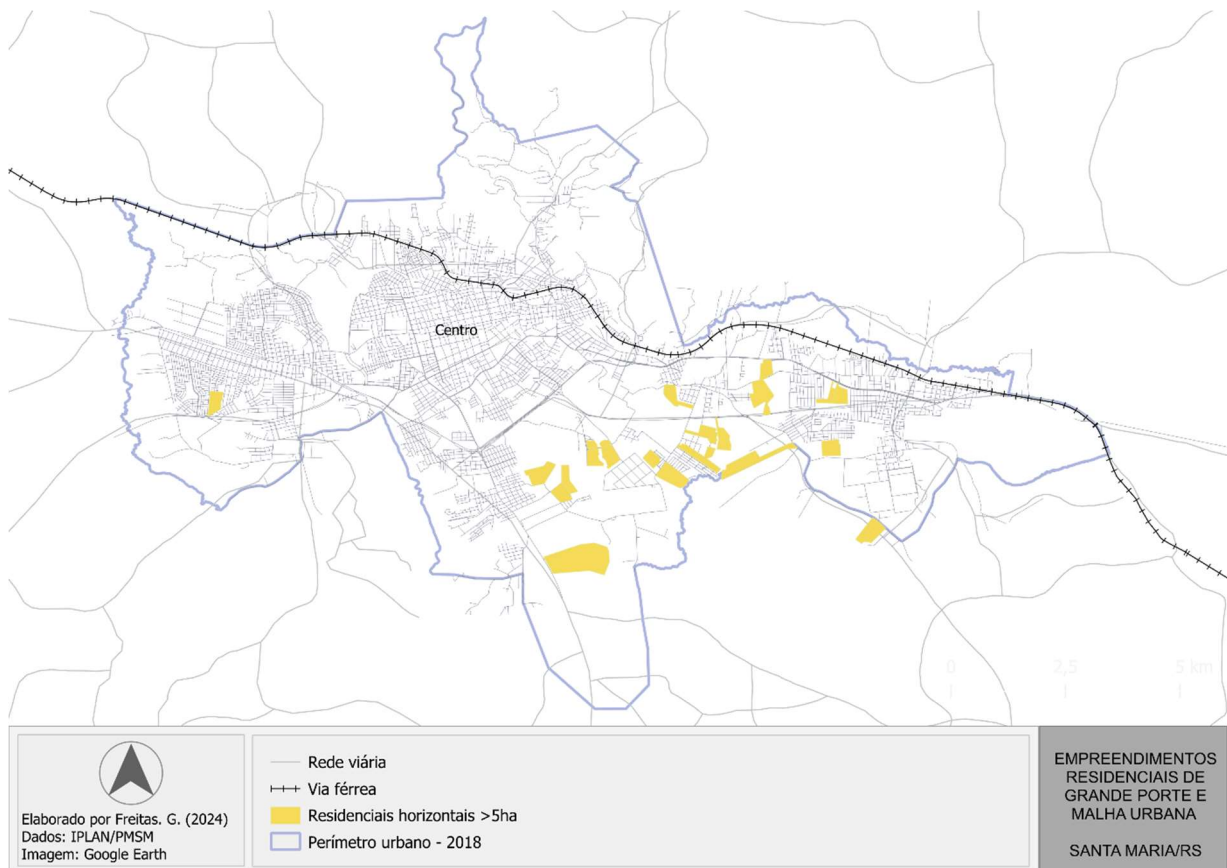 Centro
0 2,5 5 km
Elaborado por Freitas. G. (2024)
Dados: IPLAN/PMSM
Imagem: Google Earth
Rede viária
Via férrea
Residenciais horizontais >5ha
Perímetro urbano - 2018
EMPREENDIMENTOS
RESIDENCIAIS DE
GRANDE PORTE E
MALHA URBANA
SANTA MARIA/RS